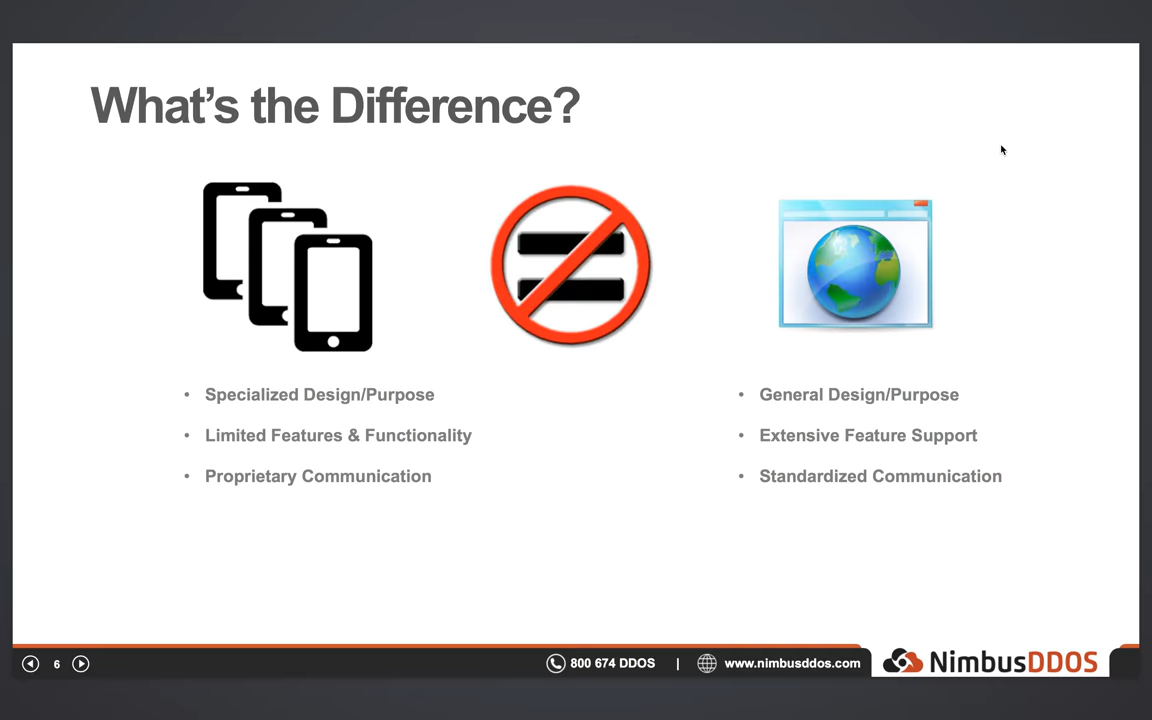 What's the Difference?
• Specialized Design/Purpose
• Limited Features & Functionality
• Proprietary Communication
• General Design/Purpose
• Extensive Feature Support
• Standardized Communication
6
800 674 DDOS | www.nimbusddos.com
NimbusDDOS